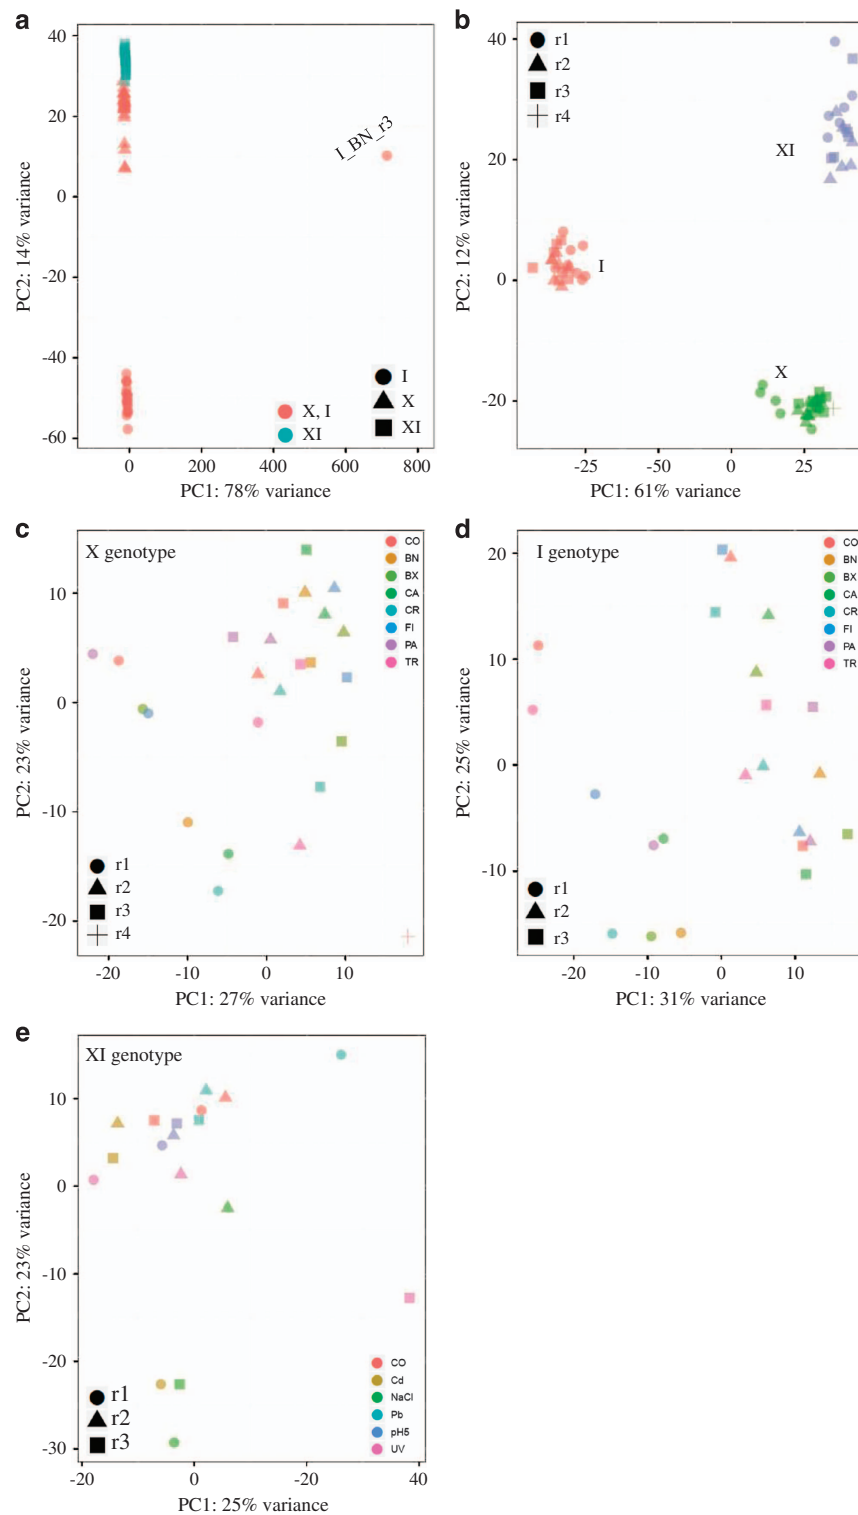 a
40
20
0
-20
-40
-60
PC2: 14% variance
I_BN_r3
X, I
XI
I
X
XI
0 200 400 600 800
PC1: 78% variance
b
40
20
0
-20
PC2: 12% variance
r1
r2
r3
r4
XI
I
X
-25 -50 0 25
PC1: 61% variance
c
X genotype
10
0
-10
-20
PC2: 23% variance
CO
BN
BX
CA
CR
FI
PA
TR
r1
r2
r3
r4
-20 -10 0 10
PC1: 27% variance
d
I genotype
20
10
0
-10
PC2: 25% variance
CO
BN
BX
CA
CR
FI
PA
TR
r1
r2
r3
-20 -10 0 10
PC1: 31% variance
e
XI genotype
10
0
-10
-20
-30
PC2: 23% variance
r1
r2
r3
CO
Cd
NaCl
Pb
pH5
UV
-20 0 -20 40
PC1: 25% variance